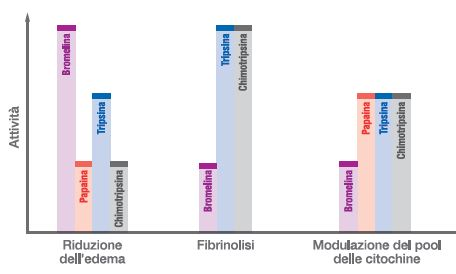 Attività
Bromelina
Papaina
Tripsina
Chimotripsina
Bromelina
Tripsina
Chimotripsina
Bromelina
Papaina
Tripsina
Chimotripsina
Riduzione
dell'edema
Fibrinolisi
Modulazione del pool
delle citochine